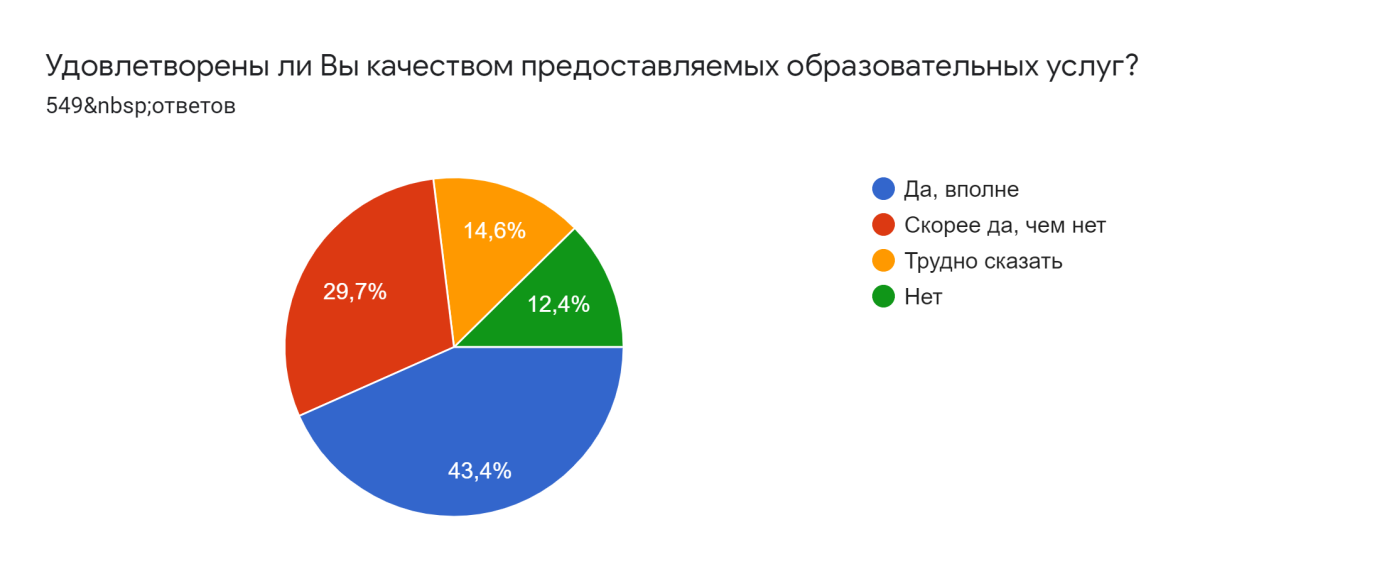 Удовлетворены ли Вы качеством предоставляемых образовательных услуг?
549&nbsp;ответов
Да, вполне
Скорее да, чем нет
Трудно сказать
Нет
14,6%
29,7%
12,4%
43,4%